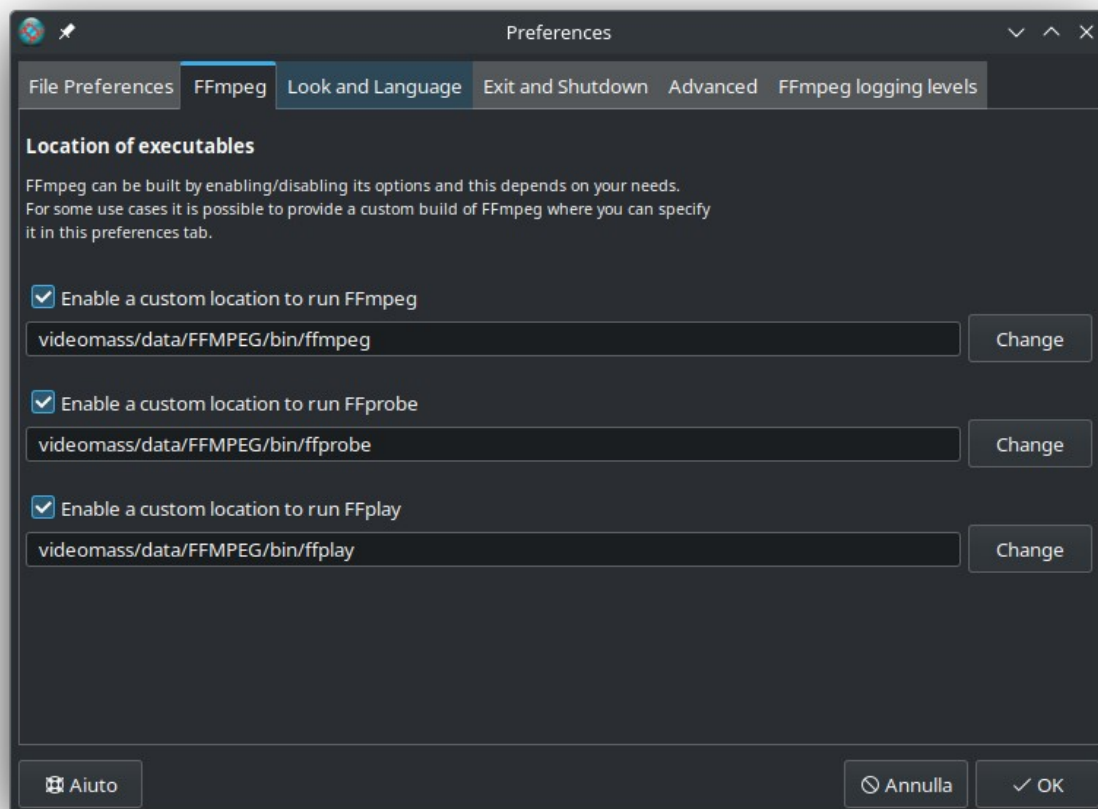 Preferences
File Preferences FFmpeg Look and Language Exit and Shutdown Advanced FFmpeg logging levels
Location of executables
FFmpeg can be built by enabling/disabling its options and this depends on your needs.
For some use cases it is possible to provide a custom build of FFmpeg where you can specify
it in this preferences tab.
Enable a custom location to run FFmpeg
videomass/data/FFMPEG/bin/ffmpeg Change
Enable a custom location to run FFprobe
videomass/data/FFMPEG/bin/ffprobe Change
Enable a custom location to run FFplay
videomass/data/FFMPEG/bin/ffplay Change
Aiuto Annulla OK